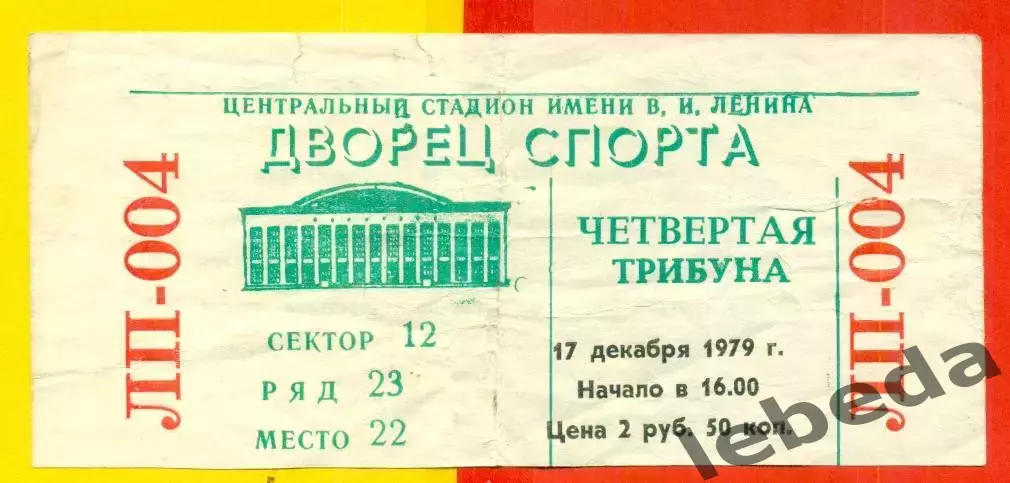 ЦЕНТРАЛЬНЫЙ СТАДИОН ИМЕНИ В. И. ЛЕНИНА
ДВОРЕЦ СПОРТА
ЛП-004
ЧЕТВЕРТАЯ
ТРИБУНА
СЕКТОР 12
РЯД 23
МЕСТО 22
17 декабря 1979 г.
Начало в 16.00
Цена 2 руб. 50 коп.
ЛП-004
lebeda